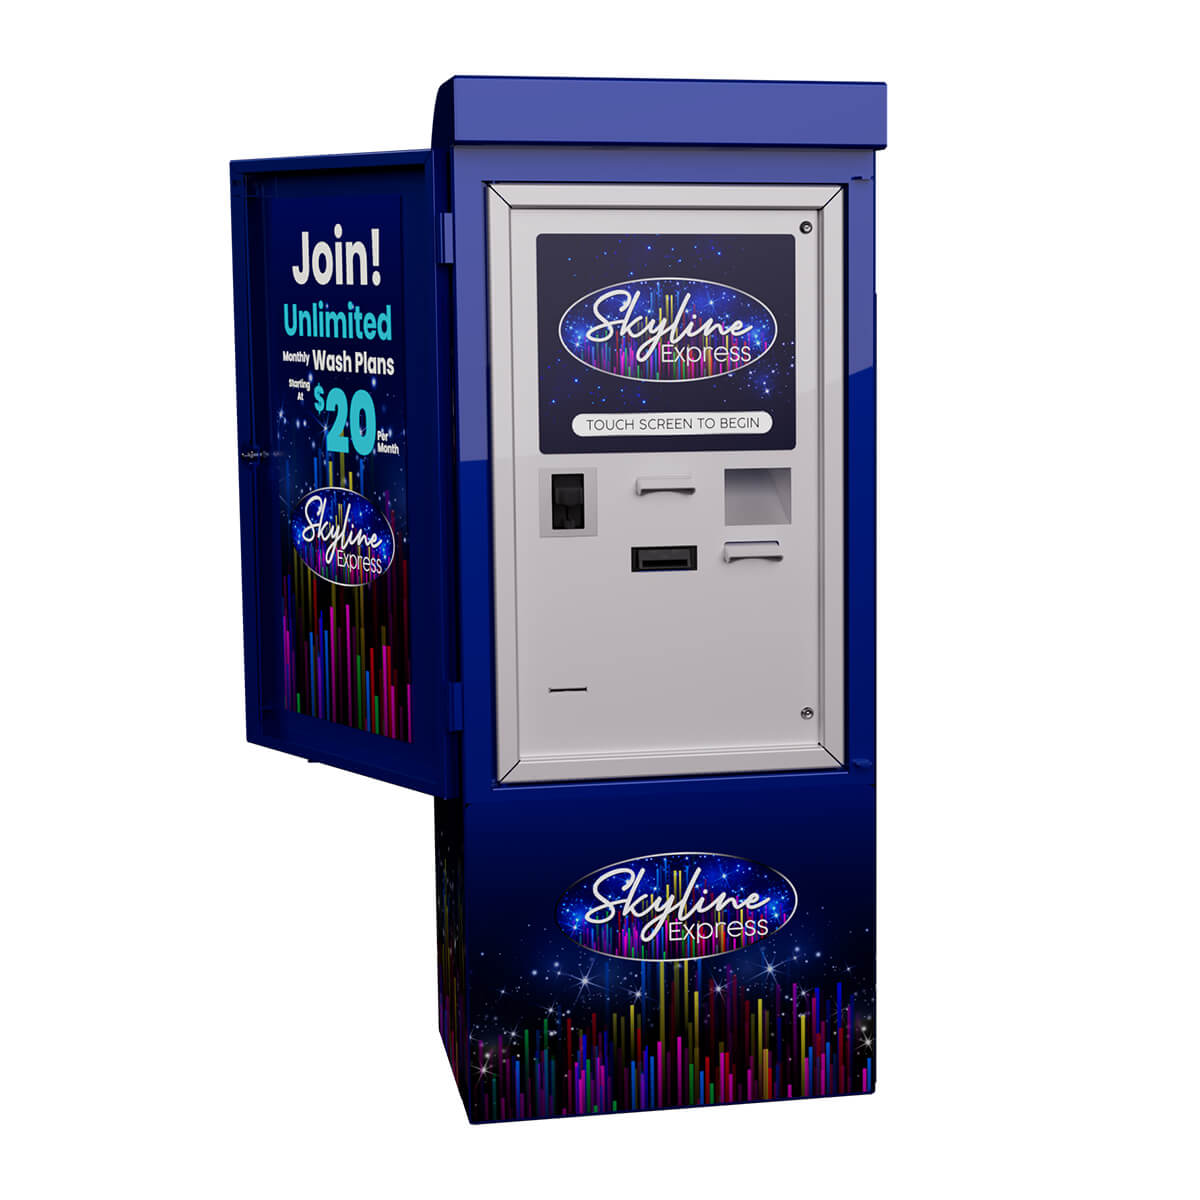 Join!
Unlimited
Monthly Wash Plans
Starting At $20 Per Month
Skyline
Express
Skyline
Express
TOUCH SCREEN TO BEGIN
Skyline
Express